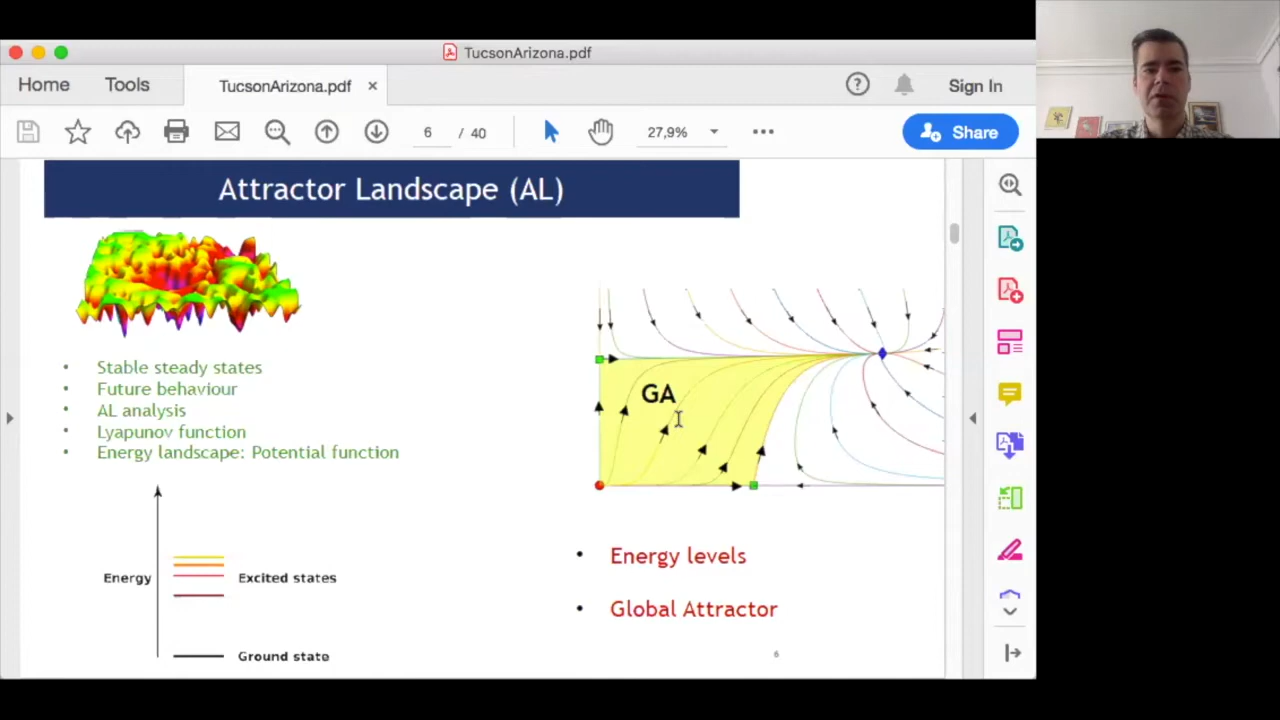 TucsonArizona.pdf
Home Tools TucsonArizona.pdf × Sign In
6 / 40 27,9% Share
Attractor Landscape (AL)
• Stable steady states
• Future behaviour
• AL analysis
• Lyapunov function
• Energy landscape: Potential function
GA
Energy
Excited states
Ground state
• Energy levels
• Global Attractor
6